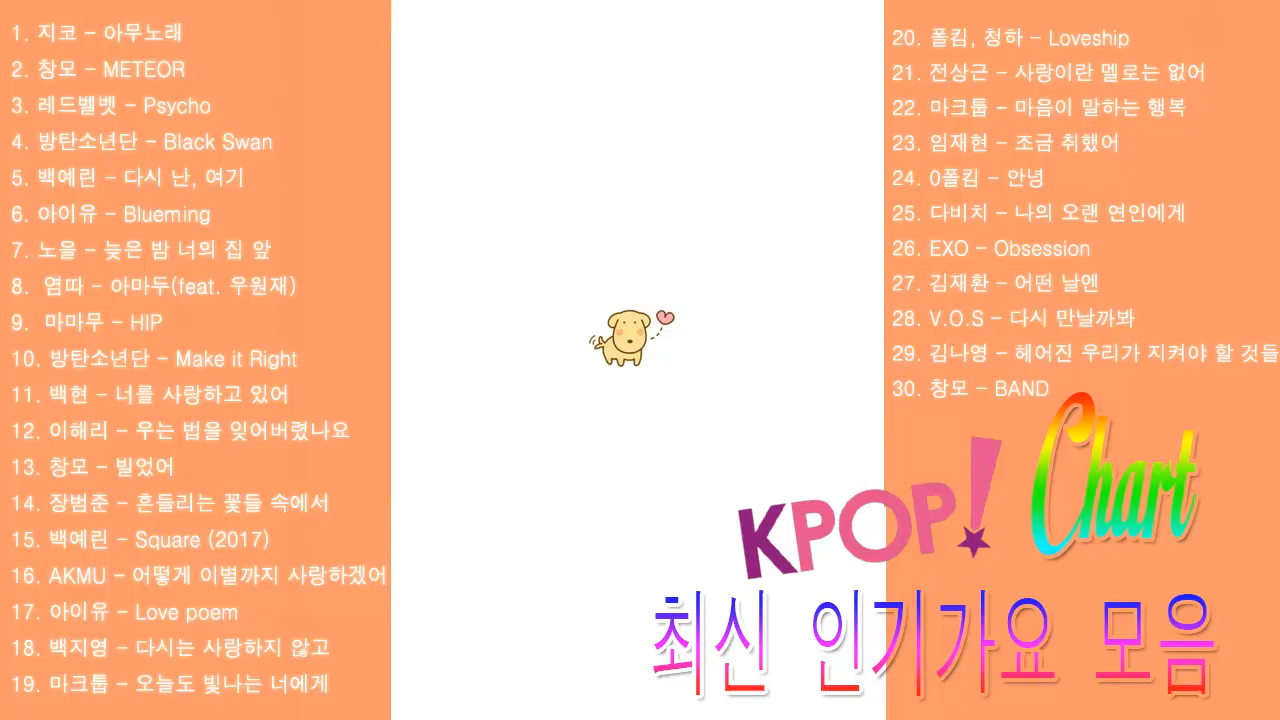 1. 지코 – 아무노래
2. 창모 – METEOR
3. 레드벨벳 – Psycho
4. 방탄소년단 – Black Swan
5. 백예린 – 다시 난, 여기
6. 아이유 – Blueming
7. 노을 – 늦은 밤 너의 집 앞
8. 염따 – 아마두(feat. 우원재)
9. 마마무 – HIP
10. 방탄소년단 – Make it Right
11. 백현 – 너를 사랑하고 있어
12. 이해리 – 우는 법을 잊어버렸나요
13. 창모 – 빌었어
14. 장범준 – 흔들리는 꽃들 속에서
15. 백예린 – Square (2017)
16. AKMU – 어떻게 이별까지 사랑하겠어
17. 아이유 – Love poem
18. 백지영 – 다시는 사랑하지 않고
19. 마크툽 – 오늘도 빛나는 너에게
20. 폴킴, 청하 – Loveship
21. 전상근 – 사랑이란 멜로는 없어
22. 마크툽 – 마음이 말하는 행복
23. 임재현 – 조금 취했어
24. 0폴킴 – 안녕
25. 다비치 – 나의 오랜 연인에게
26. EXO – Obsession
27. 김재환 – 어떤 날엔
28. V.O.S – 다시 만날까봐
29. 김나영 – 헤어진 우리가 지켜야 할 것들
30. 창모 – BAND
KPOP! Chart
최신 인기가요 모음